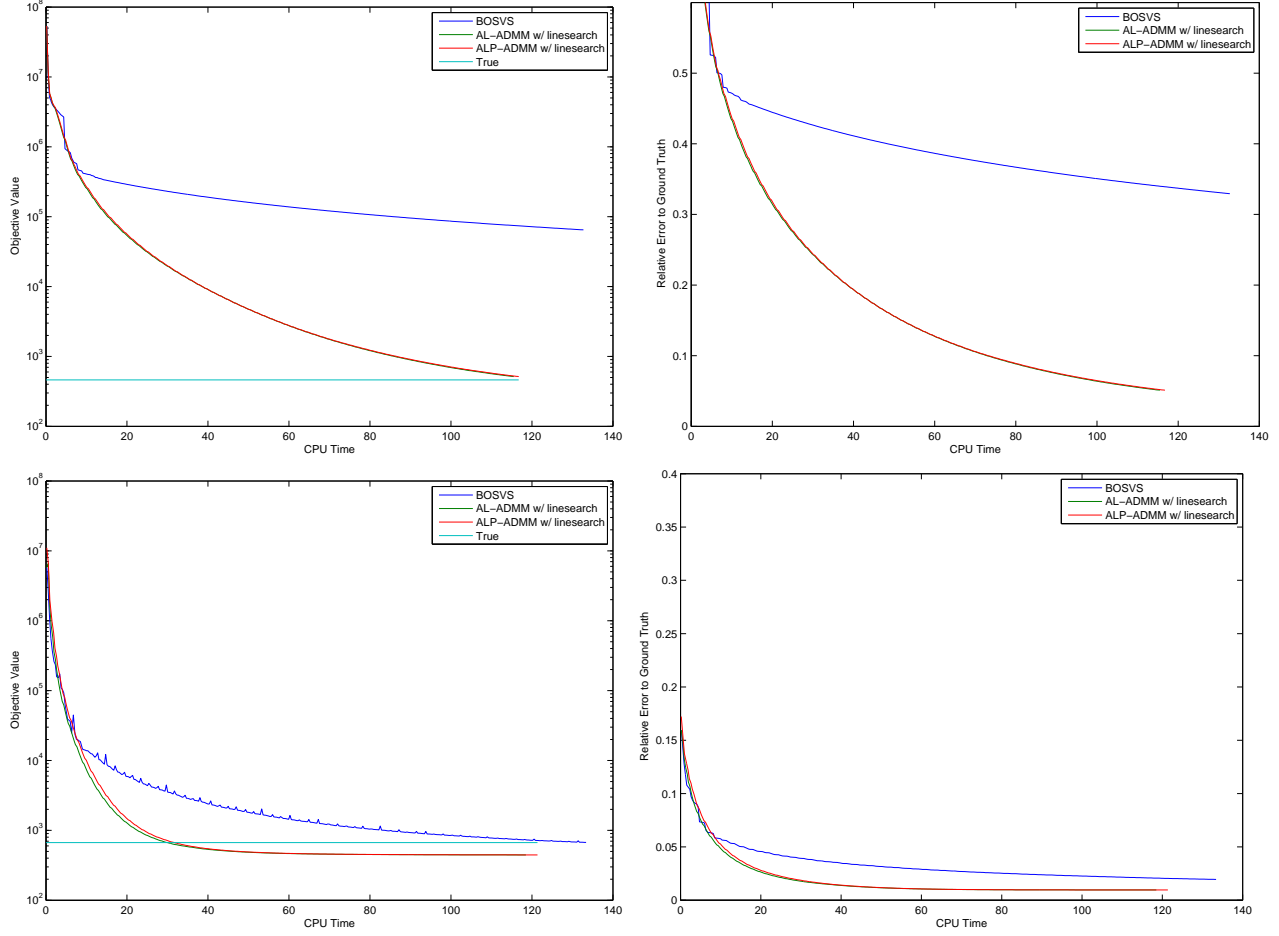 10^8
10^7
10^6
10^5
10^4
10^3
10^2
Objective Value
0 20 40 60 80 100 120 140
CPU Time
BOSVS
AL-ADMM w/ linesearch
ALP-ADMM w/ linesearch
True
0.5
0.4
0.3
0.2
0.1
0
Relative Error to Ground Truth
0 20 40 60 80 100 120 140
CPU Time
BOSVS
AL-ADMM w/ linesearch
ALP-ADMM w/ linesearch
10^8
10^7
10^6
10^5
10^4
10^3
10^2
Objective Value
0 20 40 60 80 100 120 140
CPU Time
BOSVS
AL-ADMM w/ linesearch
ALP-ADMM w/ linesearch
True
0.4
0.35
0.3
0.25
0.2
0.15
0.1
0.05
0
Relative Error to Ground Truth
0 20 40 60 80 100 120 140
CPU Time
BOSVS
AL-ADMM w/ linesearch
ALP-ADMM w/ linesearch